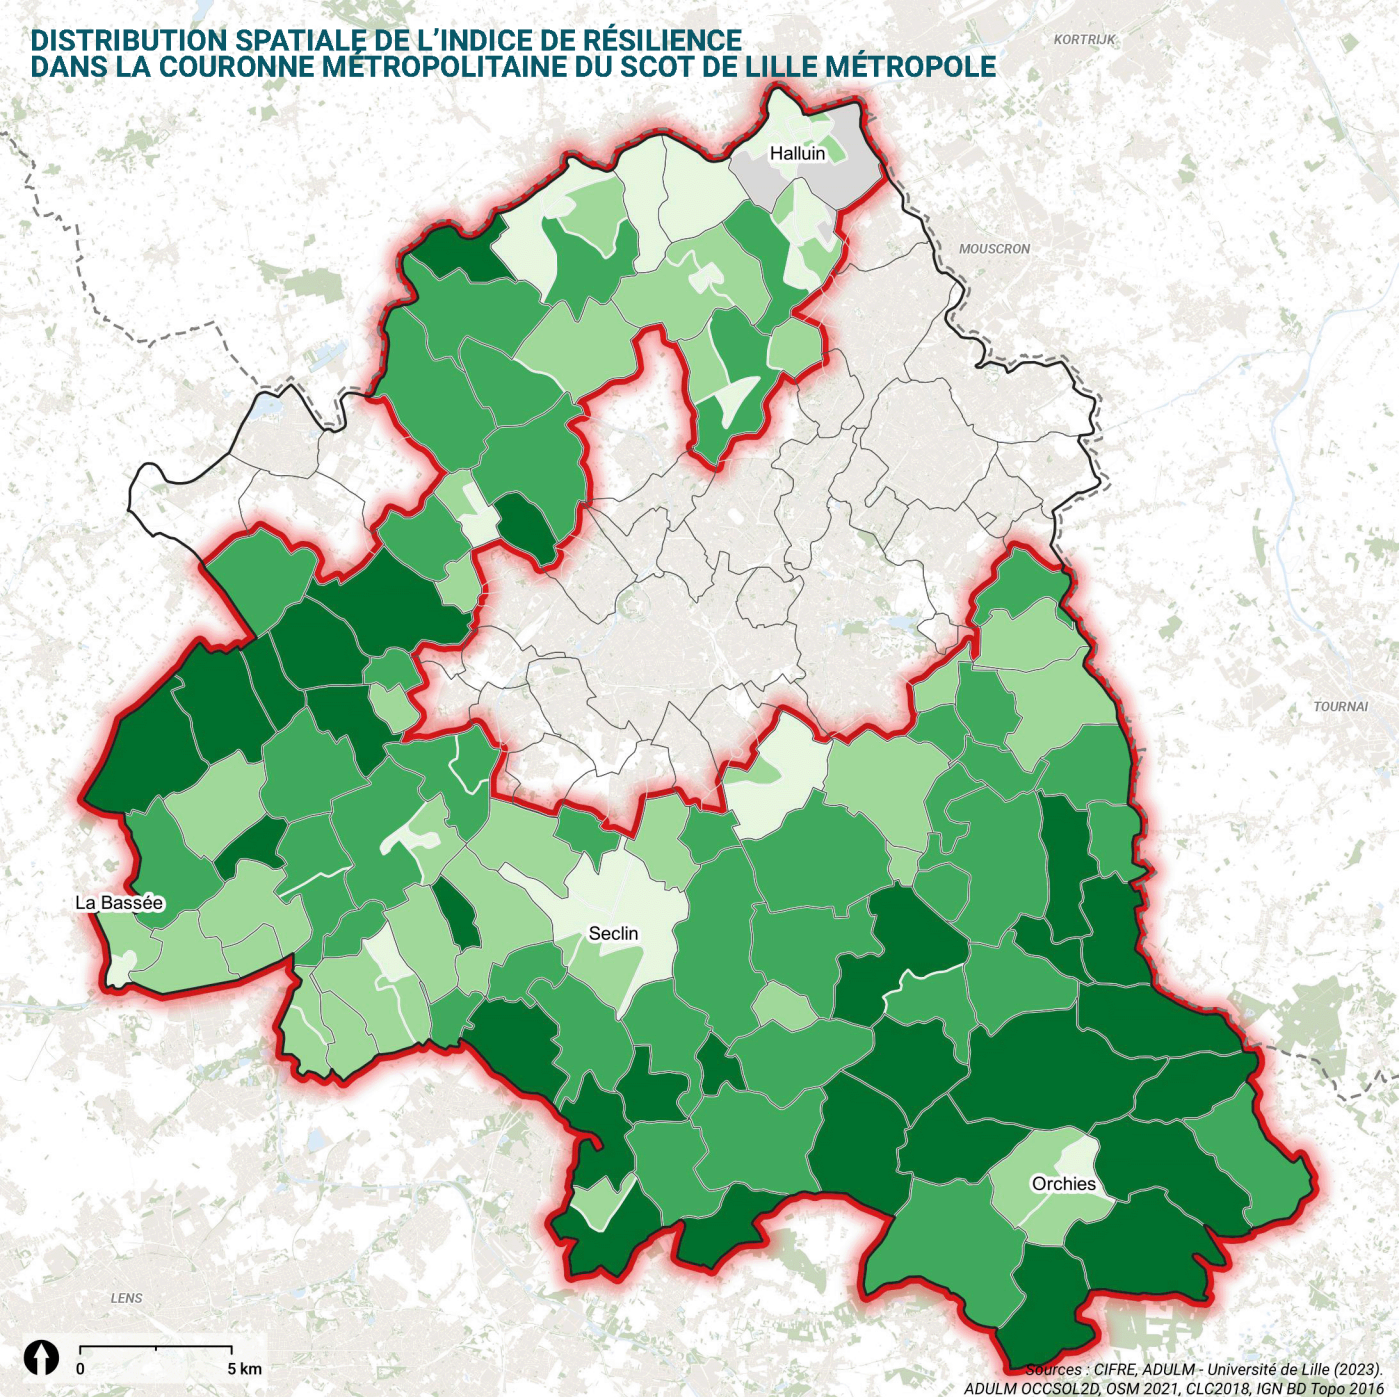 DISTRIBUTION SPATIALE DE L’INDICE DE RÉSILIENCE
DANS LA COURONNE MÉTROPOLITAINE DU SCOT DE LILLE MÉTROPOLE
KORTRIJK
Halluin
MOUSCRON
TOURNAI
La Bassée
Seclin
Orchies
LENS
0 5 km
Sources : CIFRE, ADULM - Université de Lille (2023).
ADULM OCCSOL2D, OSM 2021, CLC2018, IGN BD Topo 2016